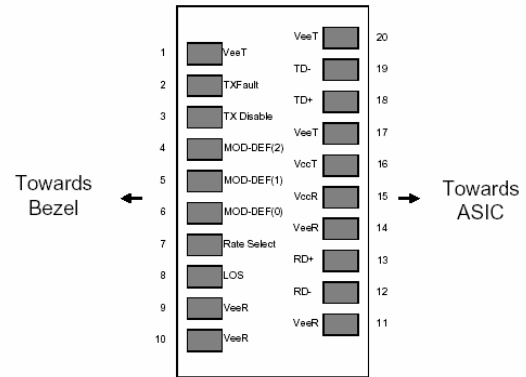 VeeT 20
1 VeeT
TD- 19
2 TXFault
TD+ 18
3 TX Disable
VeeT 17
4 MOD-DEF(2)
VccT 16
5 MOD-DEF(1)
Towards
Bezel
VccR 15
Towards
ASIC
6 MOD-DEF(0)
VeeR 14
7 Rate Select
RD+ 13
8 LOS
RD- 12
9 VeeR
VeeR 11
10 VeeR